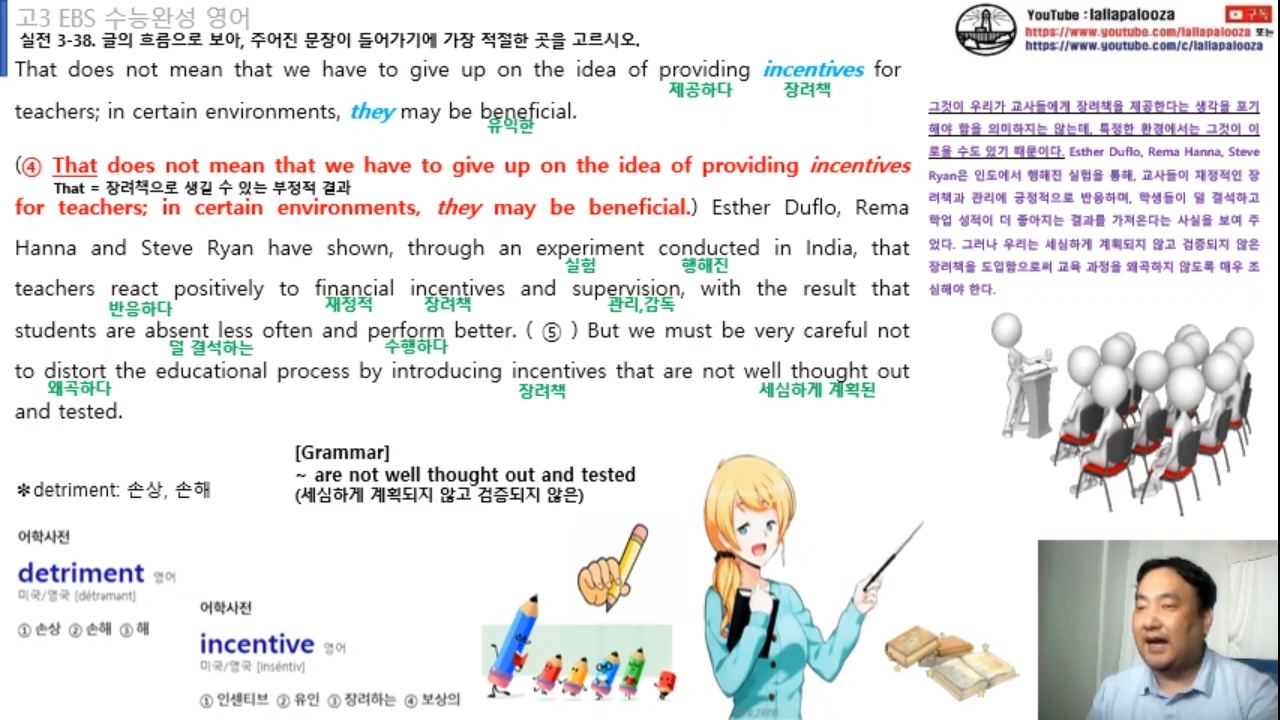 고3 EBS 수능완성 영어
실전 3-38. 글의 흐름으로 보아, 주어진 문장이 들어가기에 가장 적절한 곳을 고르시오.
That does not mean that we have to give up on the idea of providing incentives for
제공하다 장려책
teachers; in certain environments, they may be beneficial.
유익한
(④ That does not mean that we have to give up on the idea of providing incentives
That = 장려책으로 생길 수 있는 부정적 결과
for teachers; in certain environments, they may be beneficial.) Esther Duflo, Rema
Hanna and Steve Ryan have shown, through an experiment conducted in India, that
실험 행해진
teachers react positively to financial incentives and supervision, with the result that
반응하다 재정적 장려책 관리,감독
students are absent less often and perform better. ( ⑤ ) But we must be very careful not
덜 결석하는 수행하다
to distort the educational process by introducing incentives that are not well thought out
왜곡하다 장려책 세심하게 계획된
and tested.
[Grammar]
~ are not well thought out and tested
(세심하게 계획되지 않고 검증되지 않은)
＊detriment: 손상, 손해
어학사전
detriment 영어
미국/영국 [détrəmənt]
① 손상 ② 손해 ③ 해
어학사전
incentive 영어
미국/영국 [inséntiv]
① 인센티브 ② 유인 ③ 장려하는 ④ 보상의
YouTube : lallapalooza
구독
https://www.youtube.com/lallapalooza 또는
https://www.youtube.com/c/lallapalooza
그것이 우리가 교사들에게 장려책을 제공한다는 생각을 포기
해야 함을 의미하지는 않는데, 특정한 환경에서는 그것이 이
로울 수도 있기 때문이다. Esther Duflo, Rema Hanna, Steve
Ryan은 인도에서 행해진 실험을 통해, 교사들이 재정적인 장
려책과 관리에 긍정적으로 반응하며, 학생들이 덜 결석하고
학업 성적이 더 좋아지는 결과를 가져온다는 사실을 보여 주
었다. 그러나 우리는 세심하게 계획되지 않고 검증되지 않은
장려책을 도입함으로써 교육 과정을 왜곡하지 않도록 매우 조
심해야 한다.